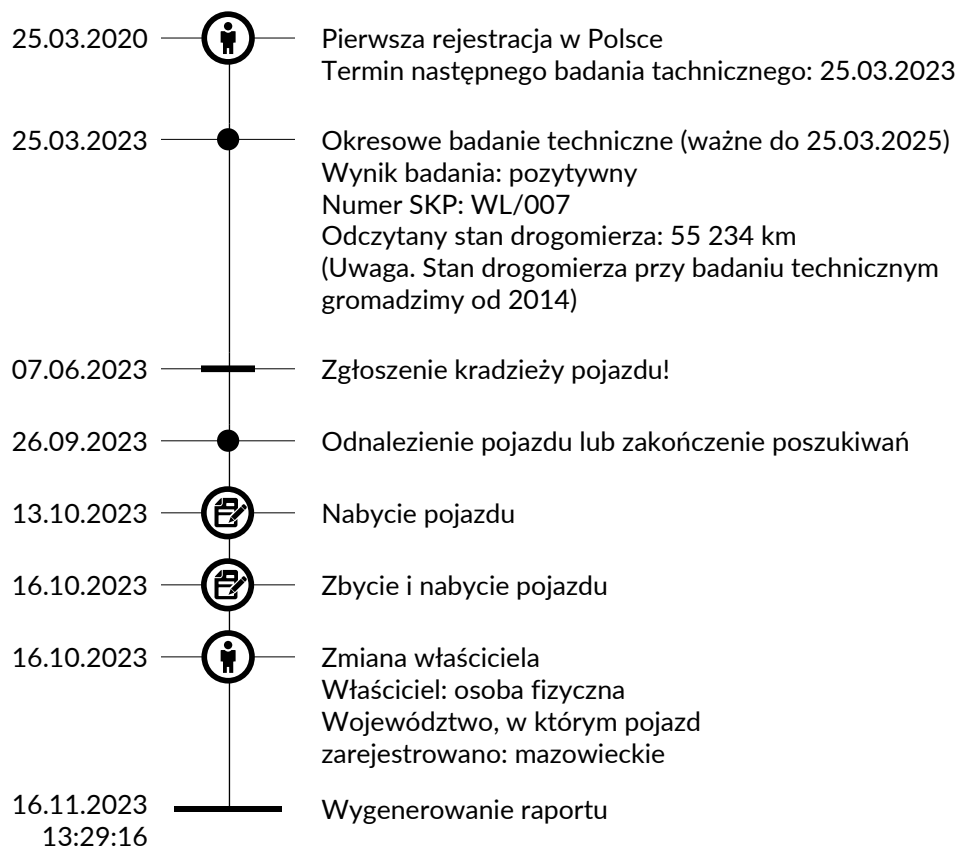 25.03.2020 Pierwsza rejestracja w Polsce
Termin następnego badania tachnicznego: 25.03.2023
25.03.2023 Okresowe badanie techniczne (ważne do 25.03.2025)
Wynik badania: pozytywny
Numer SKP: WL/007
Odczytany stan drogomierza: 55 234 km
(Uwaga. Stan drogomierza przy badaniu technicznym
gromadzimy od 2014)
07.06.2023 Zgłoszenie kradzieży pojazdu!
26.09.2023 Odnalezienie pojazdu lub zakończenie poszukiwań
13.10.2023 Nabycie pojazdu
16.10.2023 Zbycie i nabycie pojazdu
16.10.2023 Zmiana właściciela
Właściciel: osoba fizyczna
Województwo, w którym pojazd
zarejestrowano: mazowieckie
16.11.2023 Wygenerowanie raportu
13:29:16